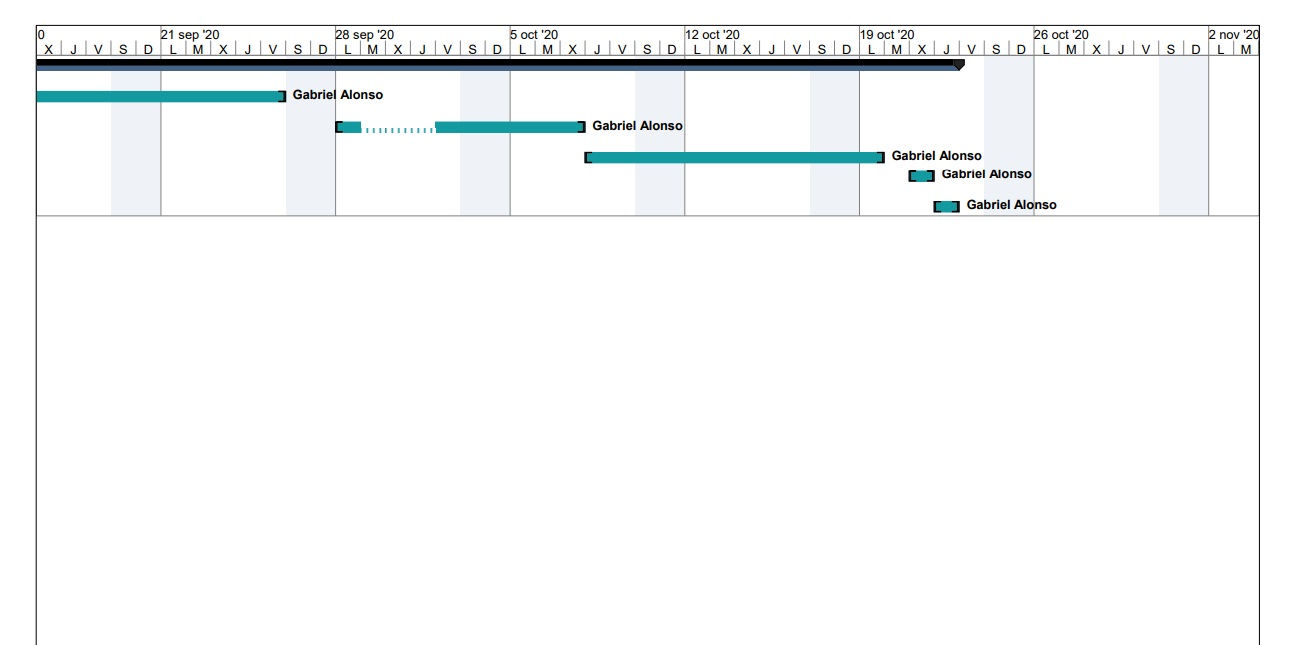 0 21 sep '20 28 sep '20 5 oct '20 12 oct '20 19 oct '20 26 oct '20 2 nov '20
X J V S D L M X J V S D L M X J V S D L M X J V S D L M X J V S D L M X J V S D L M X J V S D L M
Gabriel Alonso
Gabriel Alonso
Gabriel Alonso
Gabriel Alonso
Gabriel Alonso